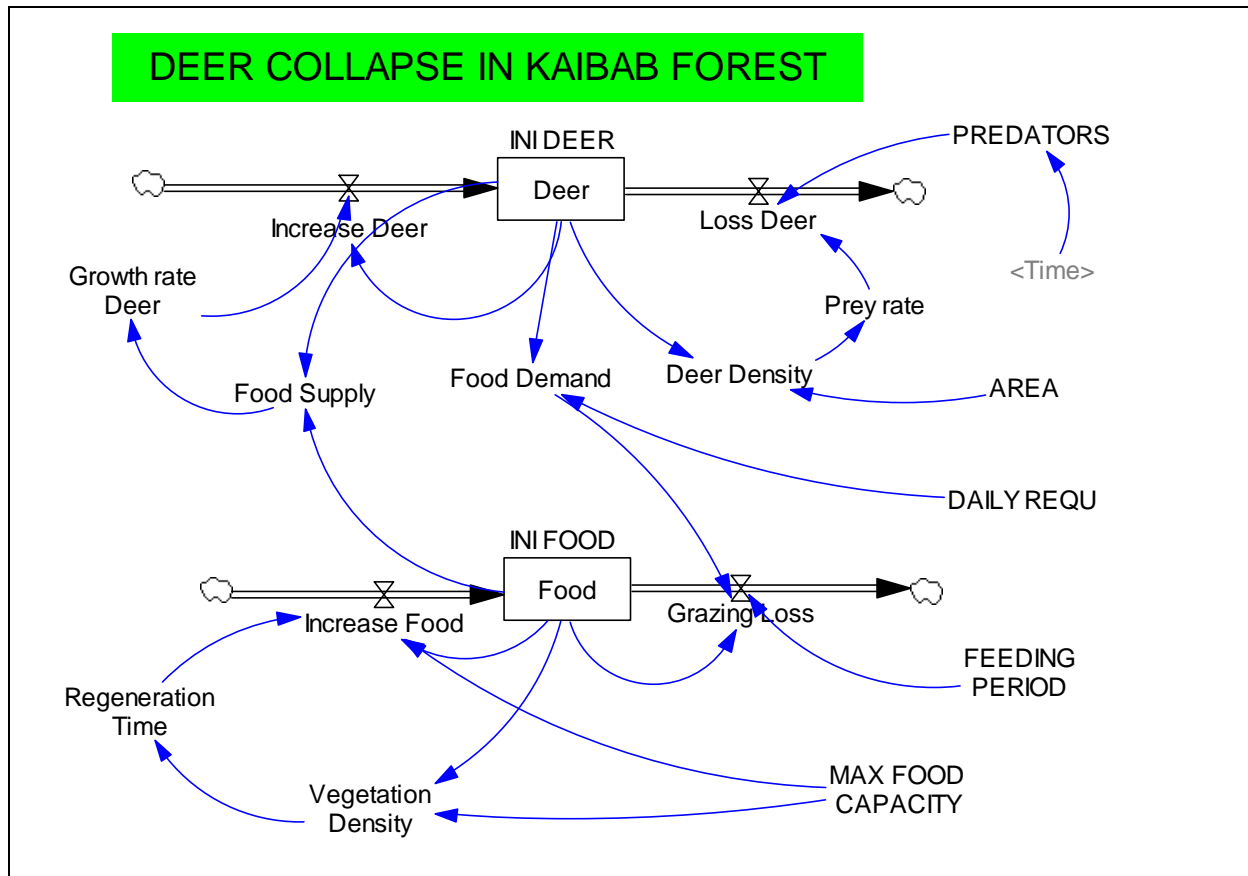 DEER COLLAPSE IN KAIBAB FOREST
INI DEER
PREDATORS
Deer
Loss Deer
Increase Deer
Growth rate
Deer
<Time>
Prey rate
Food Supply
Food Demand
Deer Density
AREA
DAILY REQU
INI FOOD
Food
Increase Food
Grazing Loss
FEEDING
PERIOD
Regeneration
Time
Vegetation
Density
MAX FOOD
CAPACITY